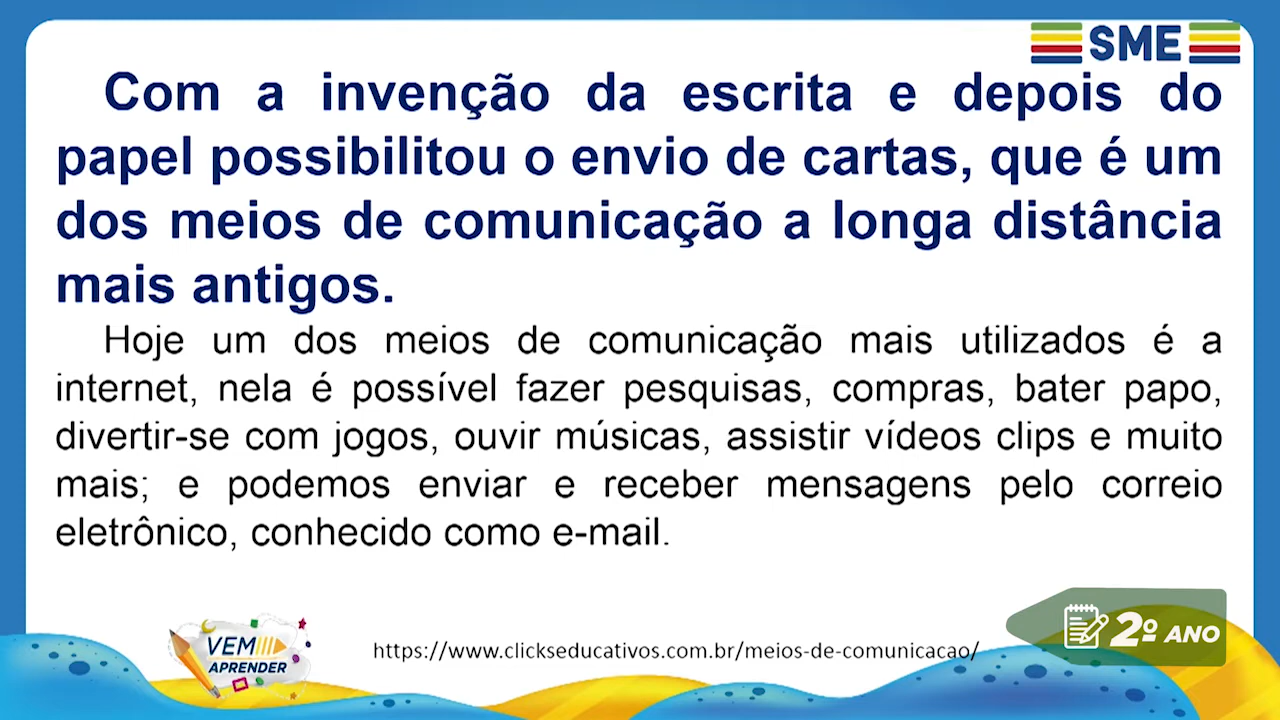 SME
Com a invenção da escrita e depois do
papel possibilitou o envio de cartas, que é um
dos meios de comunicação a longa distância
mais antigos.
Hoje um dos meios de comunicação mais utilizados é a
internet, nela é possível fazer pesquisas, compras, bater papo,
divertir-se com jogos, ouvir músicas, assistir vídeos clips e muito
mais; e podemos enviar e receber mensagens pelo correio
eletrônico, conhecido como e-mail.
VEM
APRENDER
https://www.clickseducativos.com.br/meios-de-comunicacao/
2º ANO